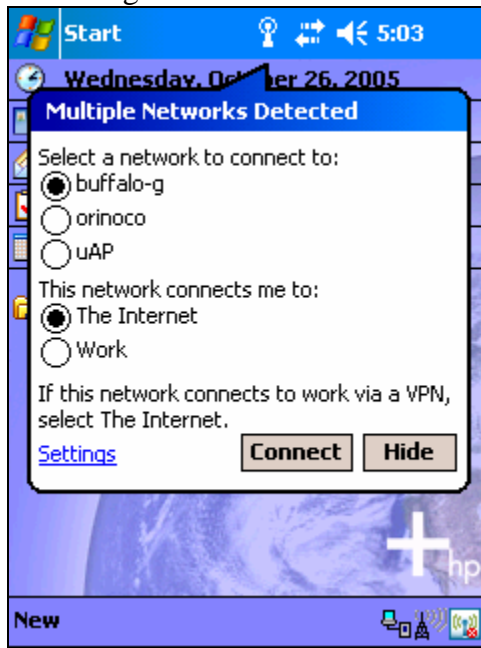 Start 5:03
Wednesday, October 26, 2005
Multiple Networks Detected
Select a network to connect to:
buffalo-g
orinoco
uAP
This network connects me to:
The Internet
Work
If this network connects to work via a VPN,
select The Internet.
Settings Connect Hide
hp
New